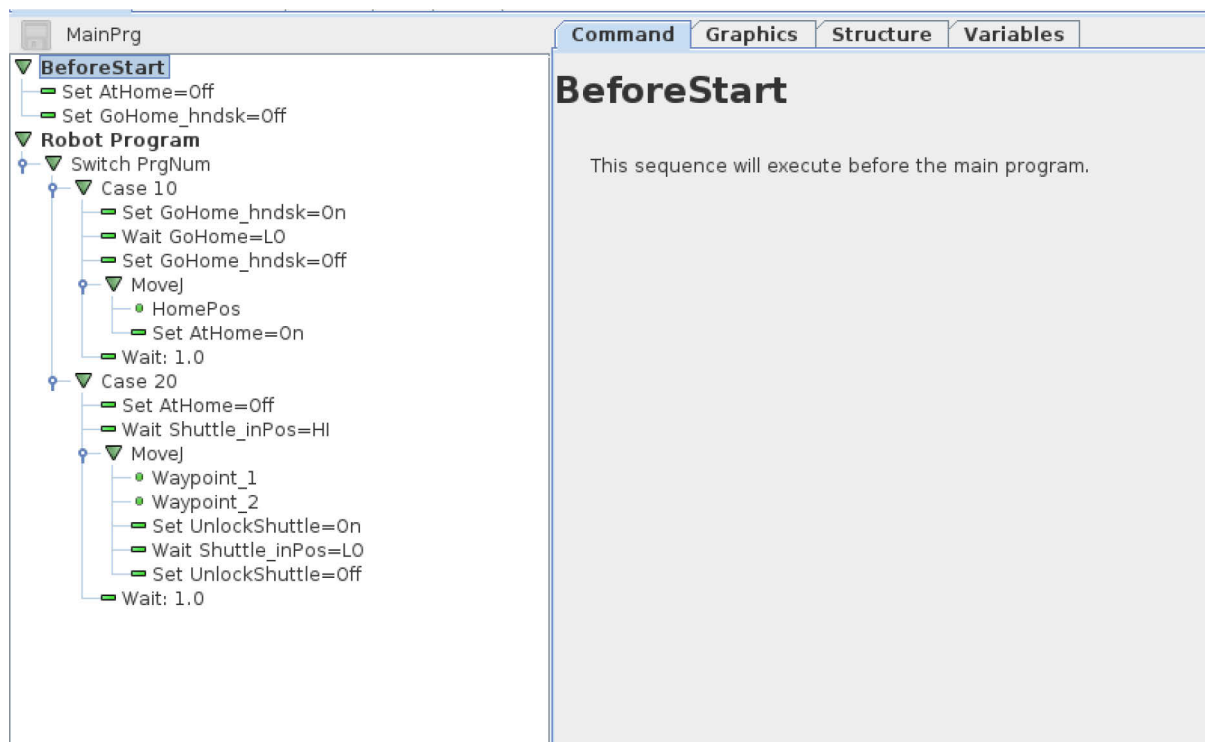 MainPrg
Command Graphics Structure Variables
BeforeStart
Set AtHome=Off
Set GoHome_hndsk=Off
Robot Program
Switch PrgNum
Case 10
Set GoHome_hndsk=On
Wait GoHome=LO
Set GoHome_hndsk=Off
MoveJ
HomePos
Set AtHome=On
Wait: 1.0
Case 20
Set AtHome=Off
Wait Shuttle_inPos=HI
MoveJ
Waypoint_1
Waypoint_2
Set UnlockShuttle=On
Wait Shuttle_inPos=LO
Set UnlockShuttle=Off
Wait: 1.0
BeforeStart
This sequence will execute before the main program.